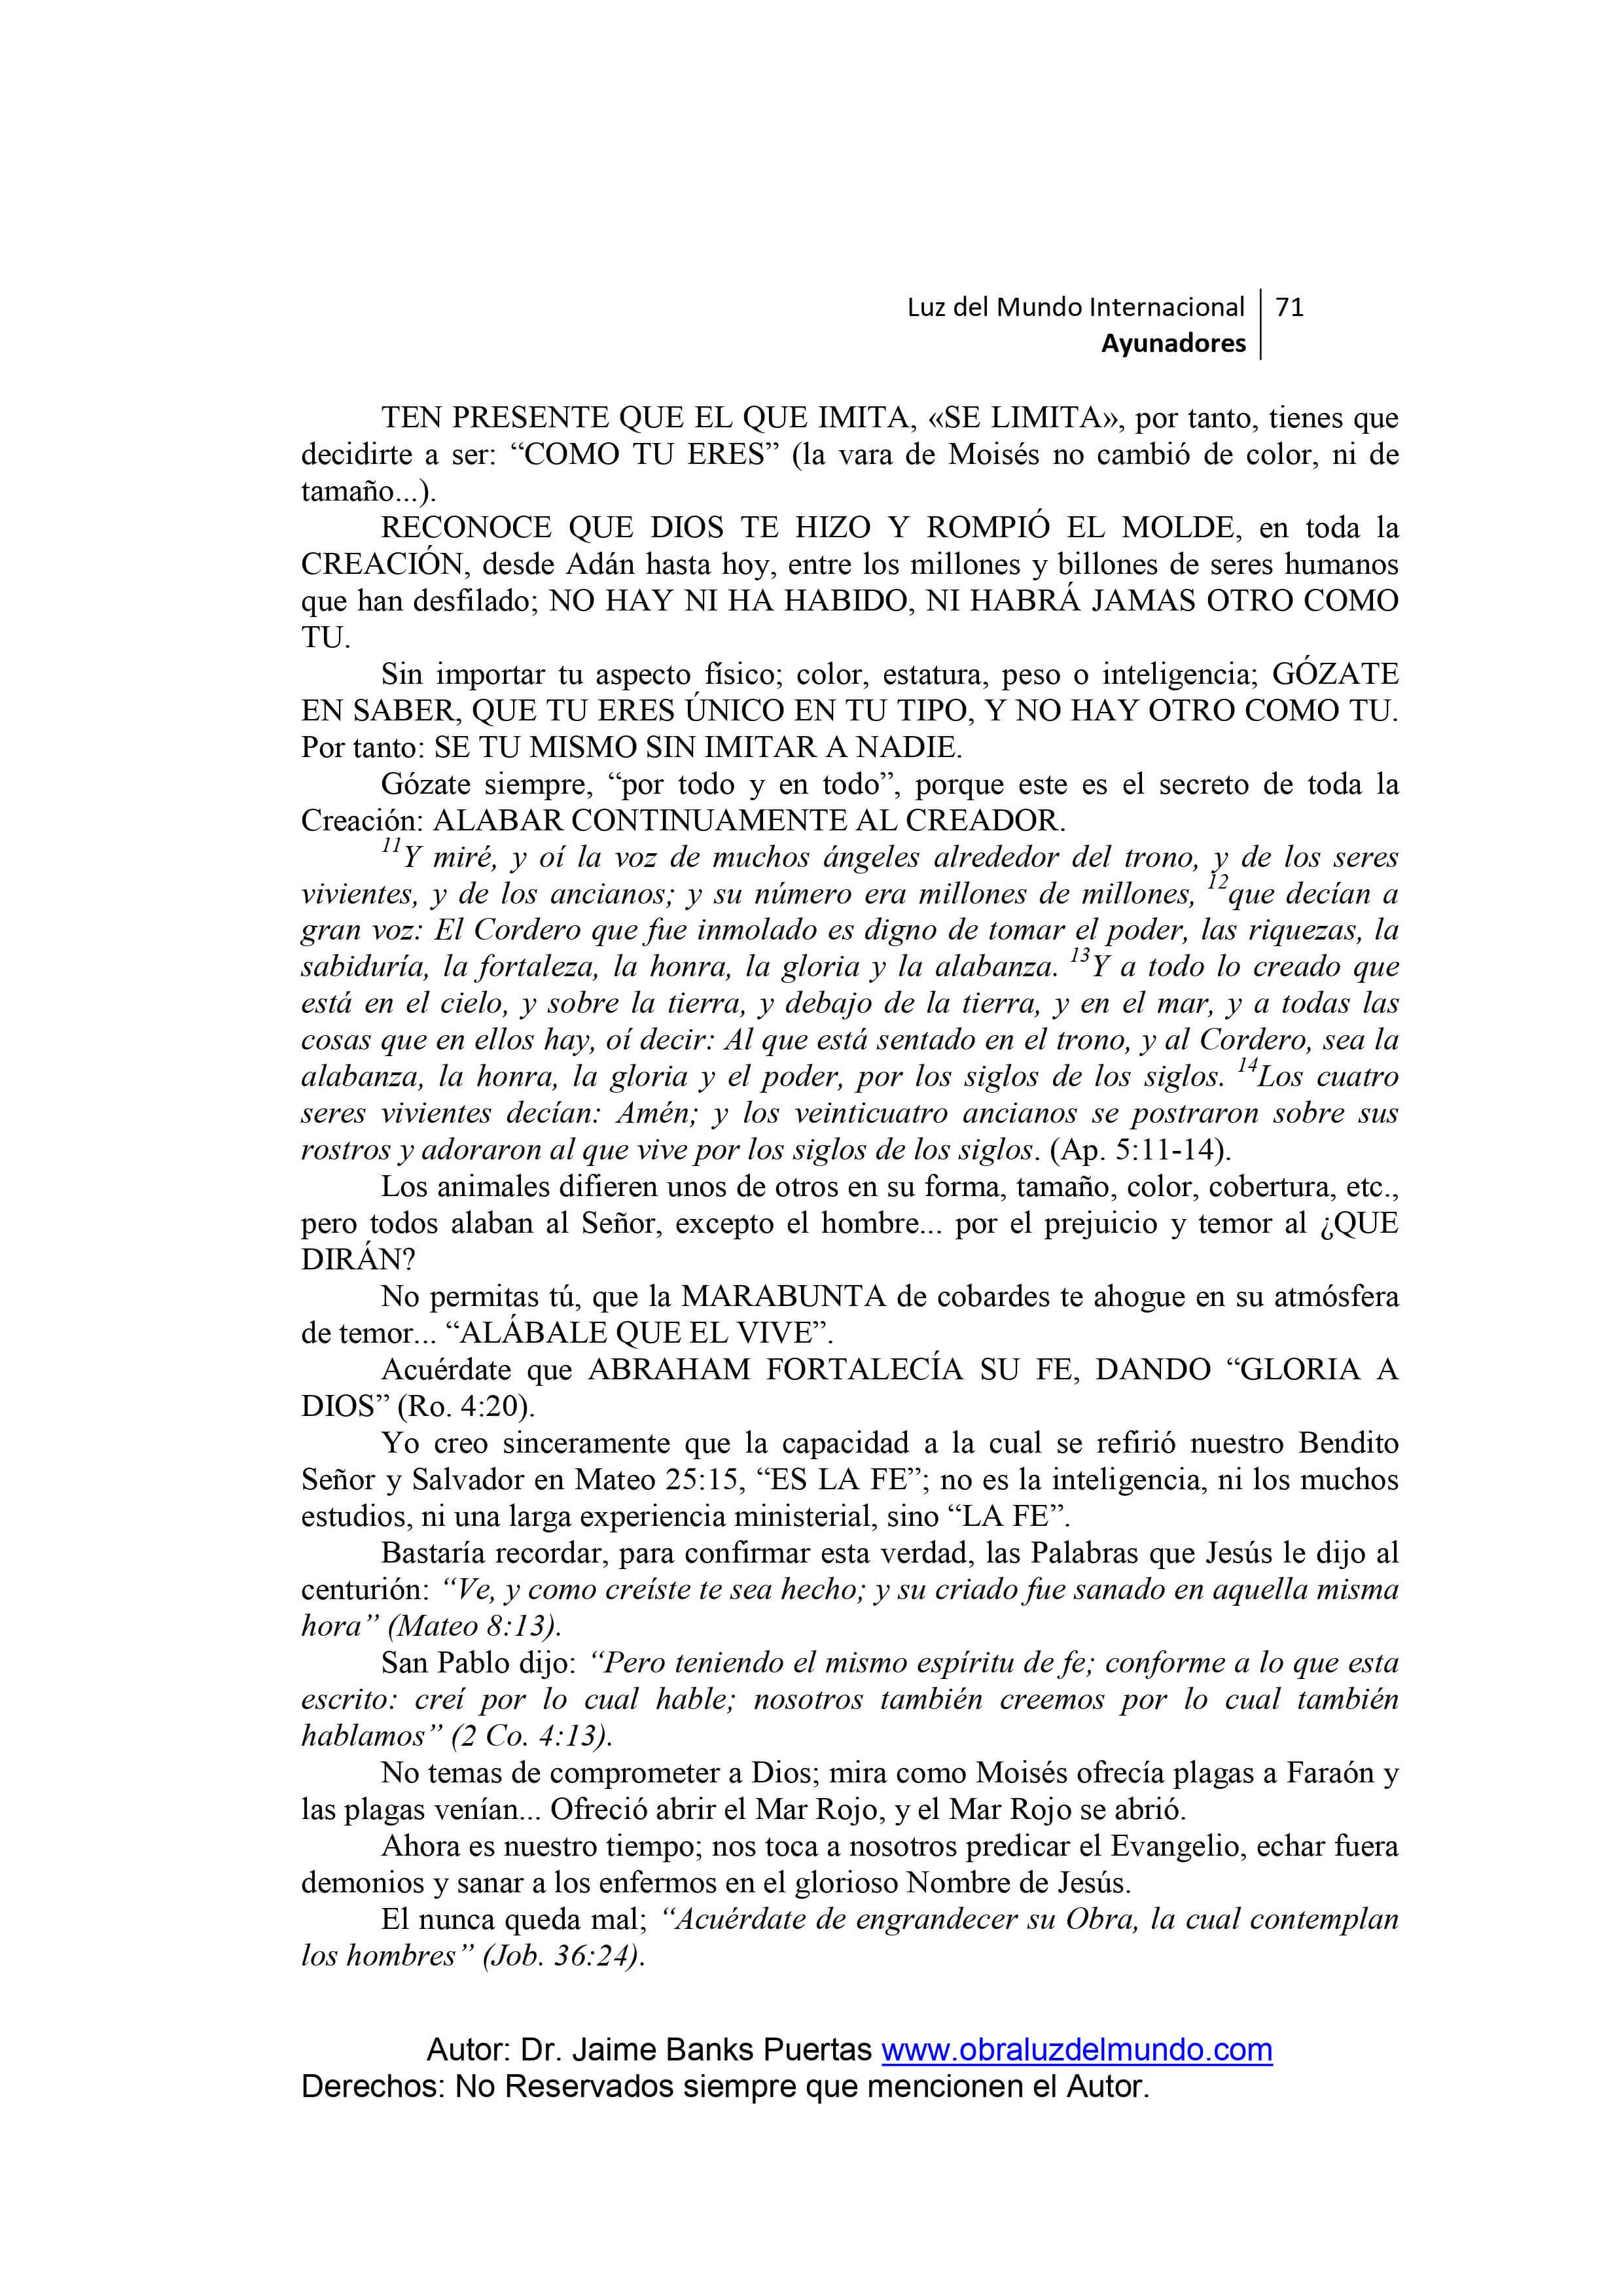 Luz del Mundo Internacional 71
Ayunadores
TEN PRESENTE QUE EL QUE IMITA, «SE LIMITA», por tanto, tienes que
decidirte a ser: “COMO TU ERES” (la vara de Moisés no cambió de color, ni de
tamaño...).
RECONOCE QUE DIOS TE HIZO Y ROMPIÓ EL MOLDE, en toda la
CREACIÓN, desde Adán hasta hoy, entre los millones y billones de seres humanos
que han desfilado; NO HAY NI HA HABIDO, NI HABRÁ JAMAS OTRO COMO
TU.
Sin importar tu aspecto físico; color, estatura, peso o inteligencia; GÓZATE
EN SABER, QUE TU ERES ÚNICO EN TU TIPO, Y NO HAY OTRO COMO TU.
Por tanto: SE TU MISMO SIN IMITAR A NADIE.
Gózate siempre, “por todo y en todo”, porque este es el secreto de toda la
Creación: ALABAR CONTINUAMENTE AL CREADOR.
11Y miré, y oí la voz de muchos ángeles alrededor del trono, y de los seres
vivientes, y de los ancianos; y su número era millones de millones, 12que decían a
gran voz: El Cordero que fue inmolado es digno de tomar el poder, las riquezas, la
sabiduría, la fortaleza, la honra, la gloria y la alabanza. 13Y a todo lo creado que
está en el cielo, y sobre la tierra, y debajo de la tierra, y en el mar, y a todas las
cosas que en ellos hay, oí decir: Al que está sentado en el trono, y al Cordero, sea la
alabanza, la honra, la gloria y el poder, por los siglos de los siglos. 14Los cuatro
seres vivientes decían: Amén; y los veinticuatro ancianos se postraron sobre sus
rostros y adoraron al que vive por los siglos de los siglos. (Ap. 5:11-14).
Los animales difieren unos de otros en su forma, tamaño, color, cobertura, etc.,
pero todos alaban al Señor, excepto el hombre... por el prejuicio y temor al ¿QUE
DIRÁN?
No permitas tú, que la MARABUNTA de cobardes te ahogue en su atmósfera
de temor... “ALÁBALE QUE EL VIVE”.
Acuérdate que ABRAHAM FORTALECÍA SU FE, DANDO “GLORIA A
DIOS” (Ro. 4:20).
Yo creo sinceramente que la capacidad a la cual se refirió nuestro Bendito
Señor y Salvador en Mateo 25:15, “ES LA FE”; no es la inteligencia, ni los muchos
estudios, ni una larga experiencia ministerial, sino “LA FE”.
Bastaría recordar, para confirmar esta verdad, las Palabras que Jesús le dijo al
centurión: “Ve, y como creíste te sea hecho; y su criado fue sanado en aquella misma
hora” (Mateo 8:13).
San Pablo dijo: “Pero teniendo el mismo espíritu de fe; conforme a lo que esta
escrito: creí por lo cual hable; nosotros también creemos por lo cual también
hablamos” (2 Co. 4:13).
No temas de comprometer a Dios; mira como Moisés ofrecía plagas a Faraón y
las plagas venían... Ofreció abrir el Mar Rojo, y el Mar Rojo se abrió.
Ahora es nuestro tiempo; nos toca a nosotros predicar el Evangelio, echar fuera
demonios y sanar a los enfermos en el glorioso Nombre de Jesús.
El nunca queda mal; “Acuérdate de engrandecer su Obra, la cual contemplan
los hombres” (Job. 36:24).
Autor: Dr. Jaime Banks Puertas www.obraluzdelmundo.com
Derechos: No Reservados siempre que mencionen el Autor.